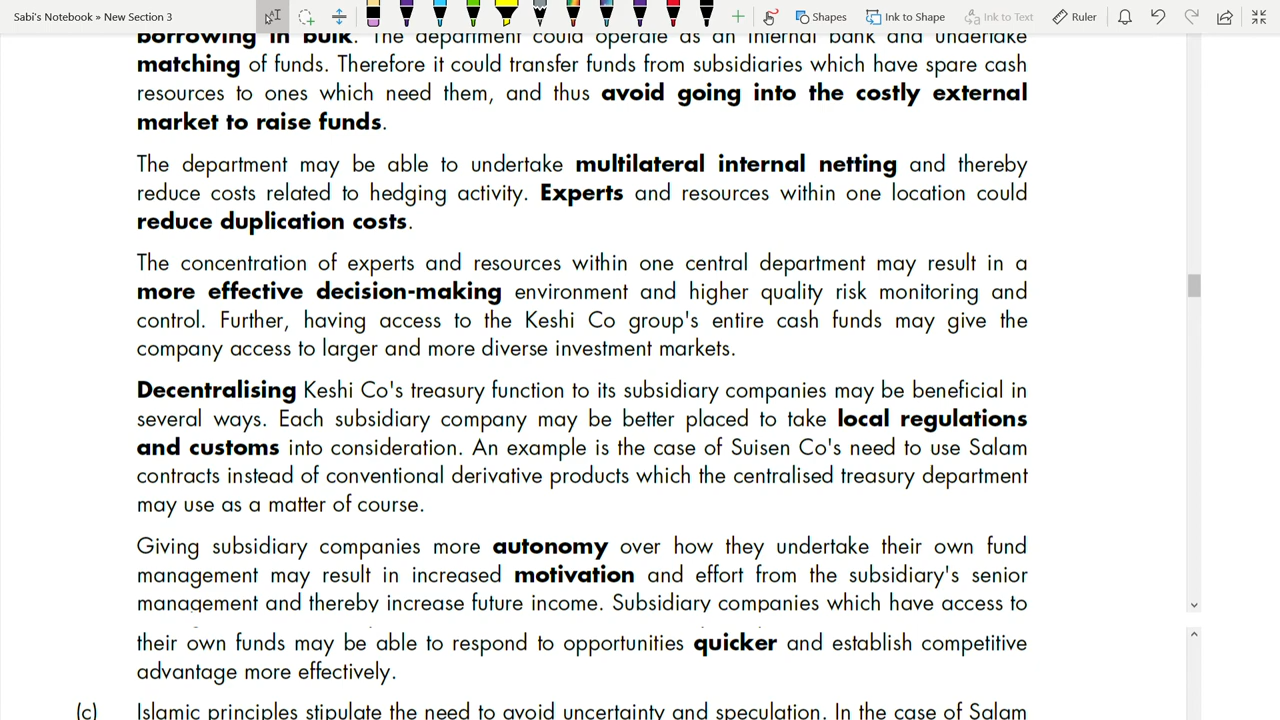 Sabi's Notebook » New Section 3
Shapes
Ink to Shape
Ink to Text
Ruler
borrowing in bulk. The department could operate as an internal bank and undertake
matching of funds. Therefore it could transfer funds from subsidiaries which have spare cash
resources to ones which need them, and thus avoid going into the costly external
market to raise funds.
The department may be able to undertake multilateral internal netting and thereby
reduce costs related to hedging activity. Experts and resources within one location could
reduce duplication costs.
The concentration of experts and resources within one central department may result in a
more effective decision-making environment and higher quality risk monitoring and
control. Further, having access to the Keshi Co group's entire cash funds may give the
company access to larger and more diverse investment markets.
Decentralising Keshi Co's treasury function to its subsidiary companies may be beneficial in
several ways. Each subsidiary company may be better placed to take local regulations
and customs into consideration. An example is the case of Suisen Co's need to use Salam
contracts instead of conventional derivative products which the centralised treasury department
may use as a matter of course.
Giving subsidiary companies more autonomy over how they undertake their own fund
management may result in increased motivation and effort from the subsidiary's senior
management and thereby increase future income. Subsidiary companies which have access to
their own funds may be able to respond to opportunities quicker and establish competitive
advantage more effectively.
(c) Islamic principles stipulate the need to avoid uncertainty and speculation. In the case of Salam